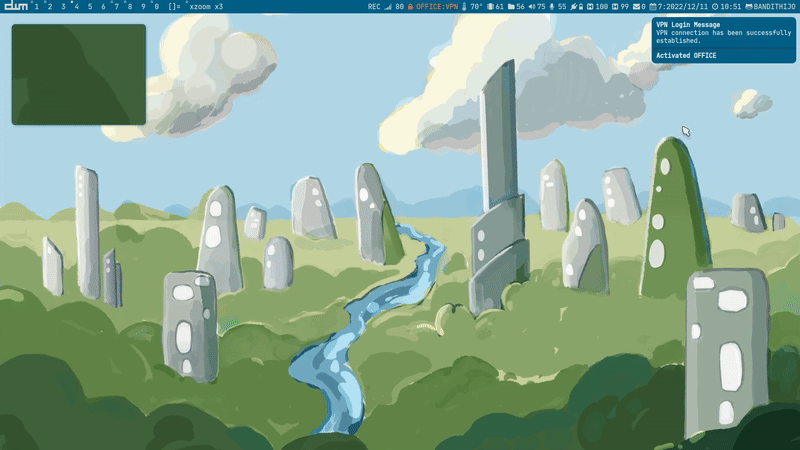 dwm 1 2 3 4 5 6 7 8 9 0 []= xzoom x3 REC 80 OFFICE:VPN 70° 61 56 75 55 100 99 0 7:2022/12/11 10:51 BANDITHIJO
VPN Login Message
VPN connection has been successfully
established.
Activated OFFICE